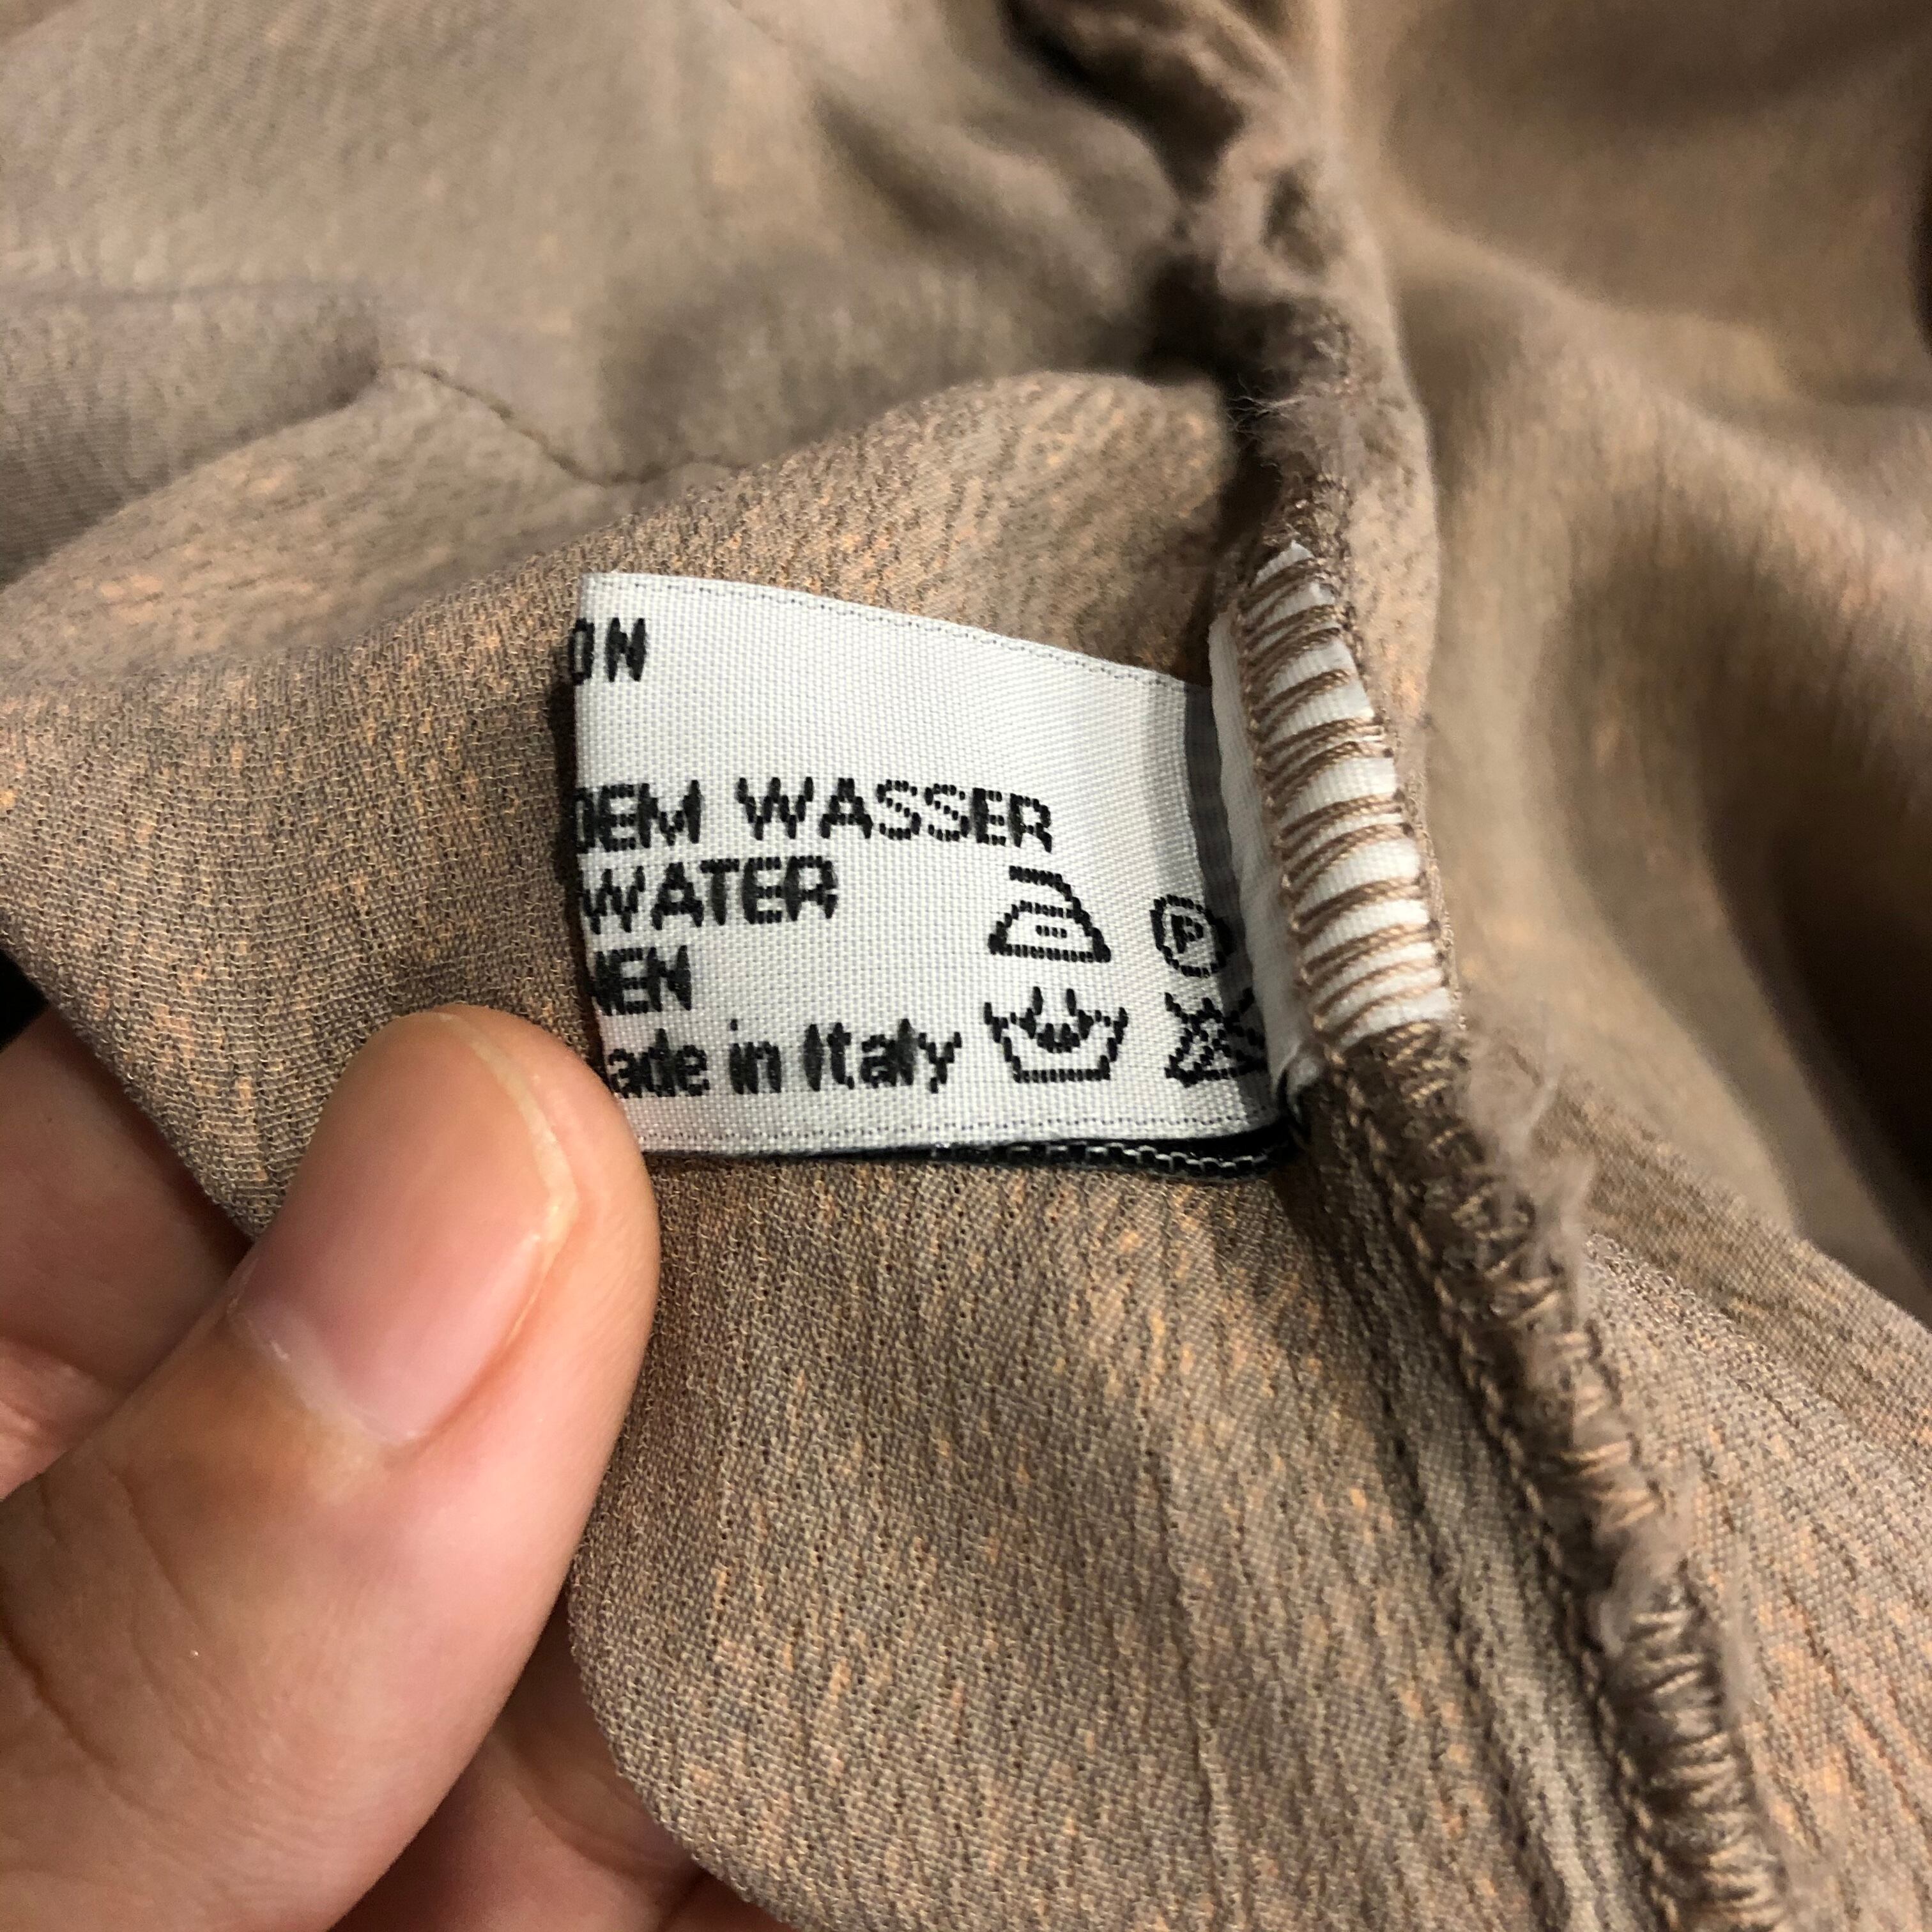 ON
DEM WASSER
WATER
NEN
ade in Italy
P